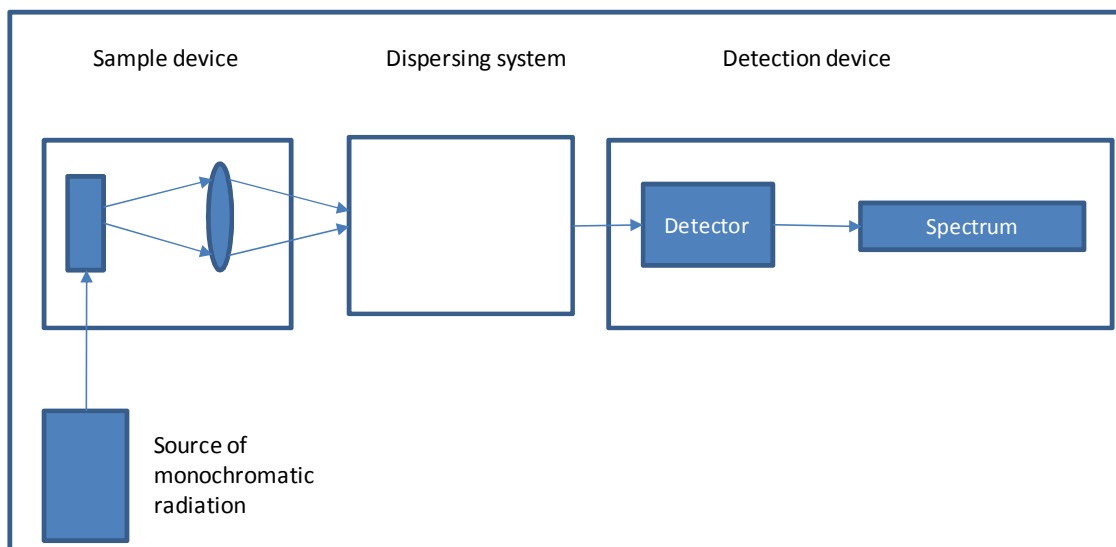 Sample device
Dispersing system
Detection device
Detector
Spectrum
Source of
monochromatic
radiation